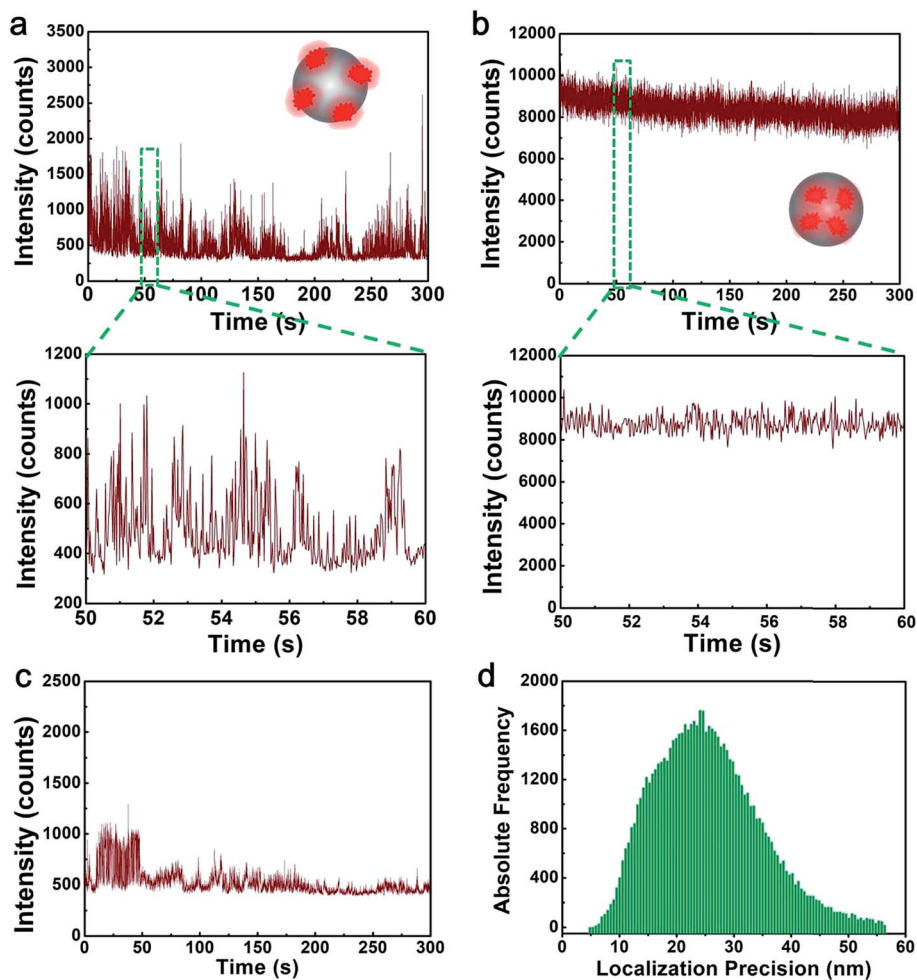 a
3500
3000
2500
2000
1500
1000
500
0
Intensity (counts)
0 50 100 150 200 250 300
Time (s)
b
12000
10000
8000
6000
4000
2000
0
Intensity (counts)
0 50 100 150 200 250 300
Time (s)
1200
1000
800
600
400
200
Intensity (counts)
50 52 54 56 58 60
Time (s)
12000
10000
8000
6000
4000
2000
0
Intensity (counts)
50 52 54 56 58 60
Time (s)
c
2500
2000
1500
1000
500
0
Intensity (counts)
0 50 100 150 200 250 300
Time (s)
d
2000
1600
1200
800
400
0
Absolute Frequency
0 10 20 30 40 50 60
Localization Precision (nm)